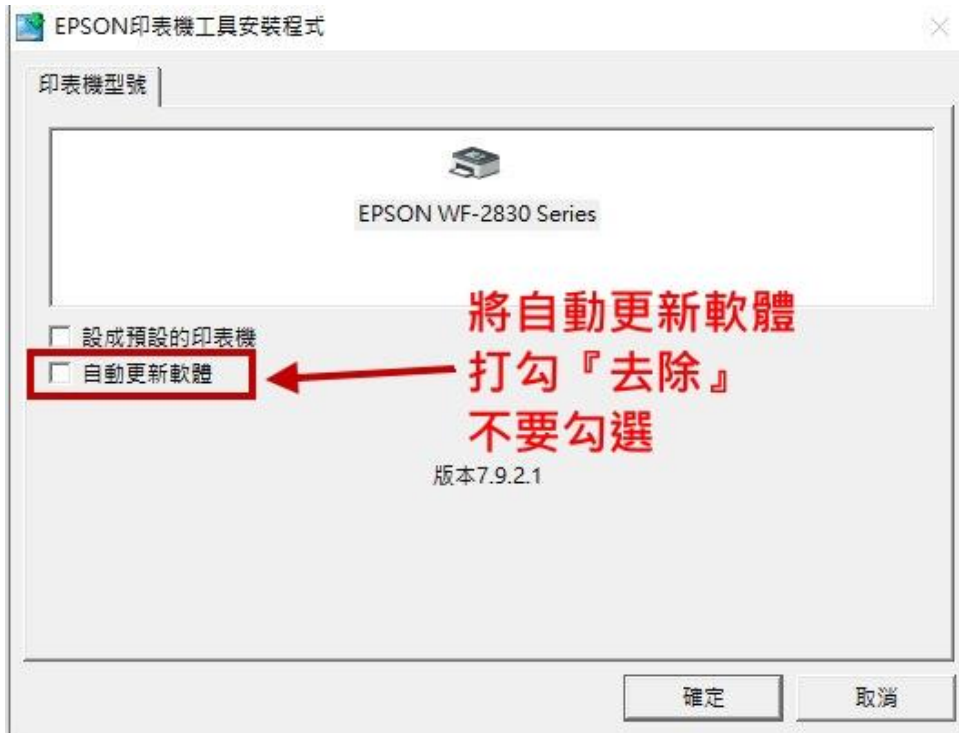 EPSON印表機工具安裝程式
印表機型號
EPSON WF-2830 Series
設成預設的印表機
自動更新軟體
將自動更新軟體
打勾『去除』
不要勾選
版本7.9.2.1
確定
取消